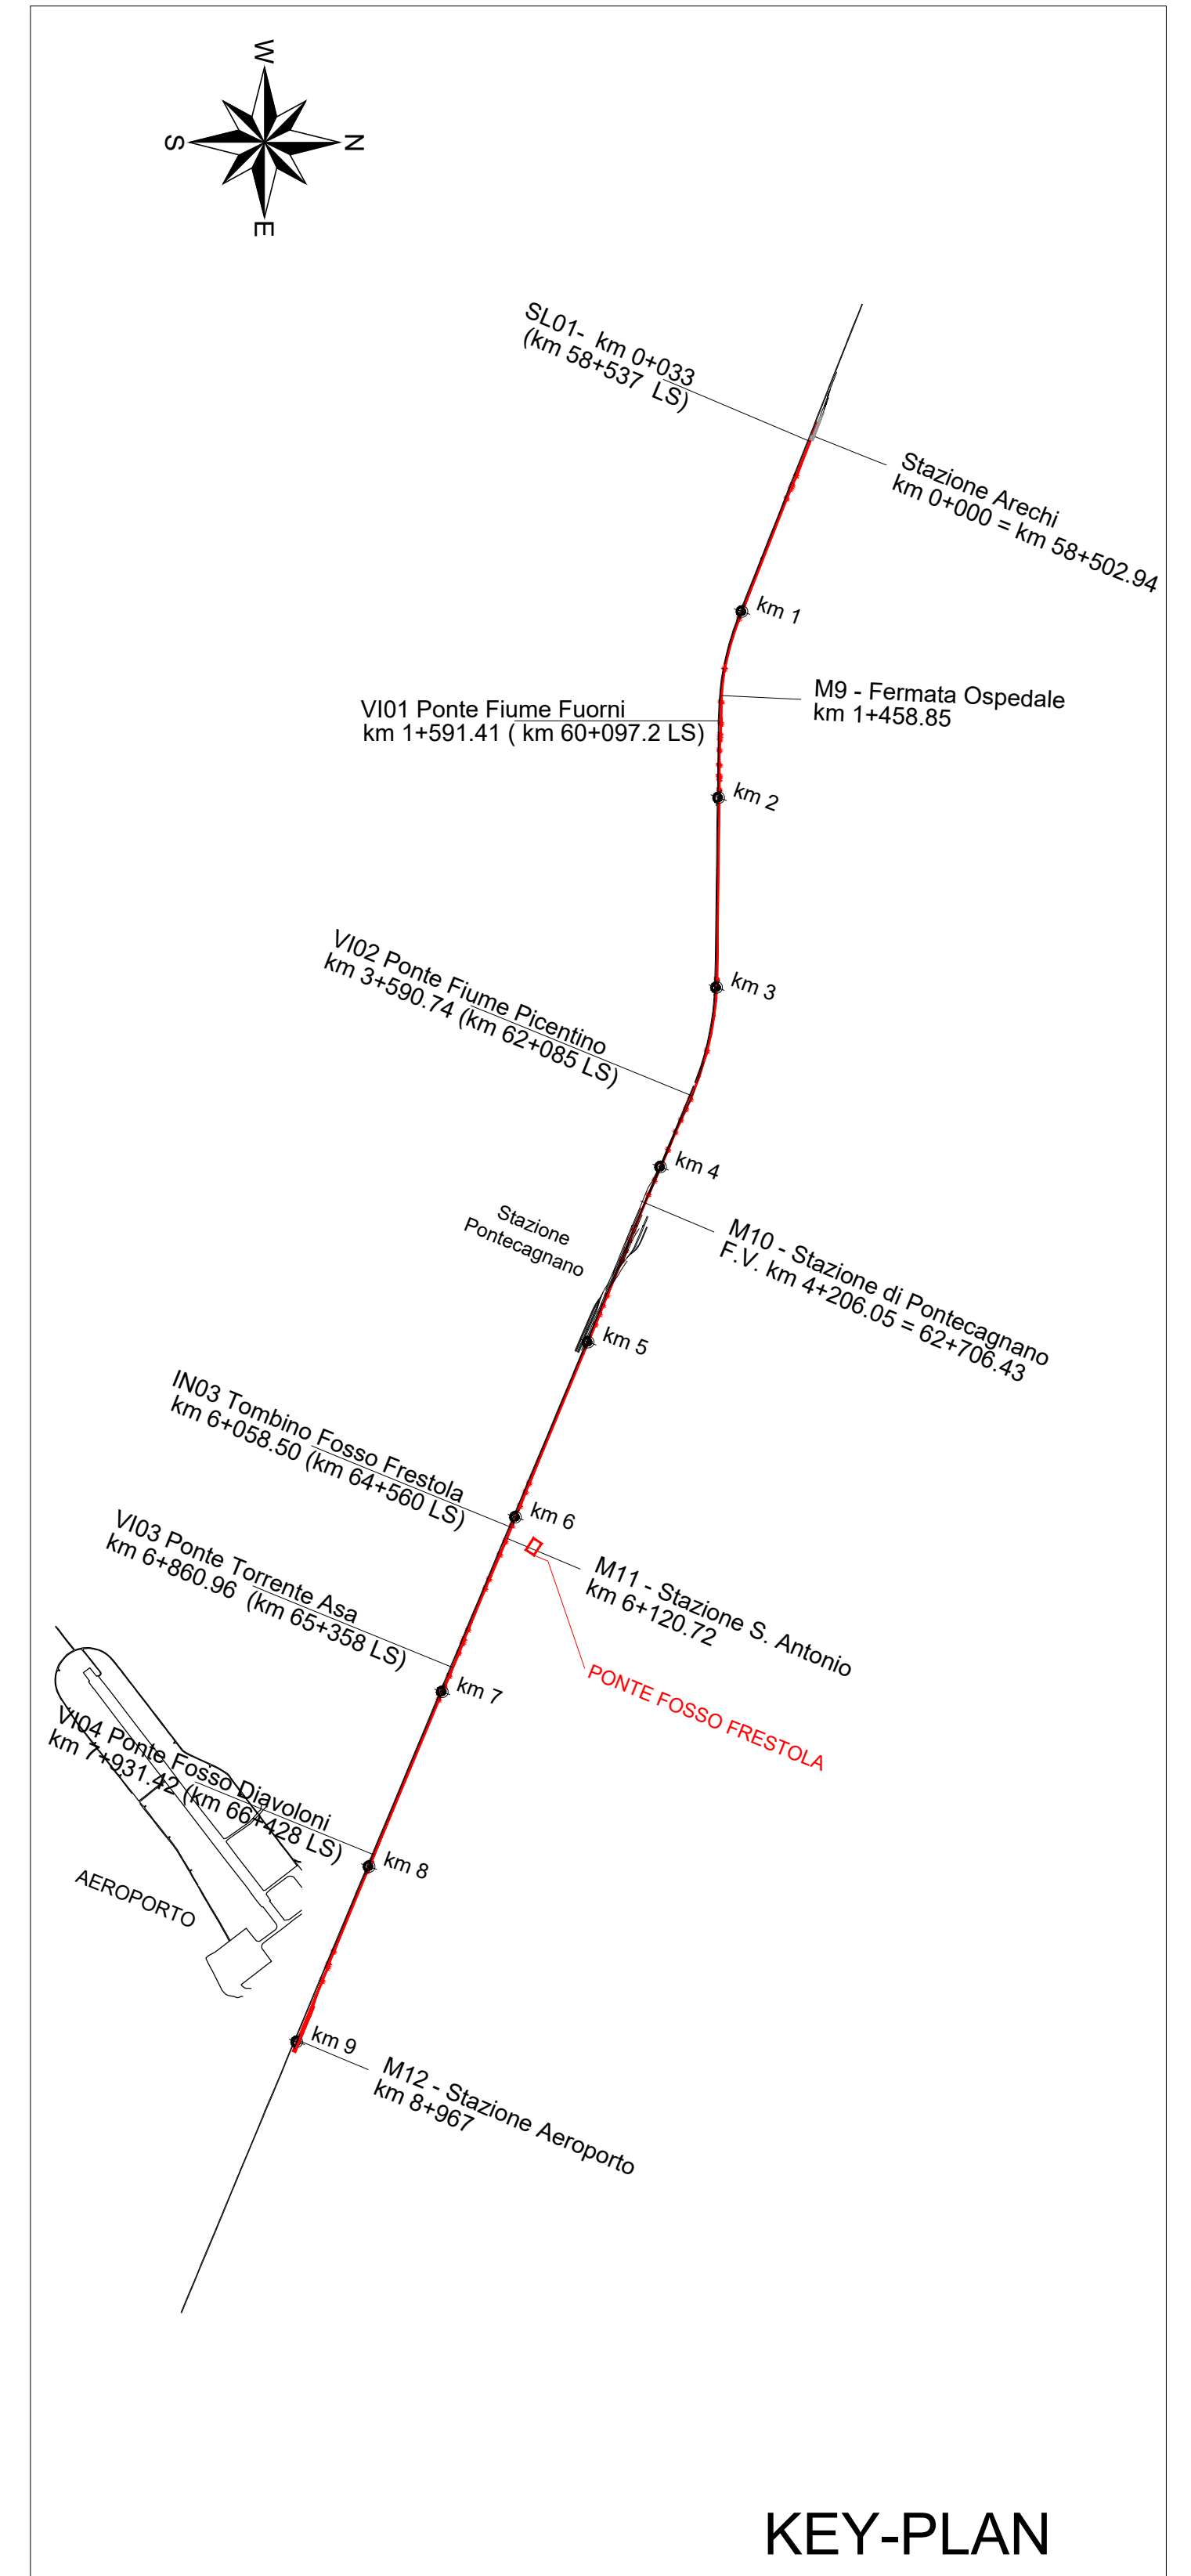 W
S
N
E
SL01- km 0+033
(km 58+537 LS)
Stazione Arechi
km 0+000 = km 58+502.94
km 1
M9 - Fermata Ospedale
km 1+458.85
VI01 Ponte Fiume Fuorni
km 1+591.41 ( km 60+097.2 LS)
km 2
VI02 Ponte Fiume Picentino
km 3+590.74 (km 62+085 LS)
km 3
km 4
Stazione
Pontecagnano
M10 - Stazione di Pontecagnano
F.V. km 4+206.05 = 62+706.43
km 5
IN03 Tombino Fosso Frestola
km 6+058.50 (km 64+560 LS)
km 6
M11 - Stazione S. Antonio
km 6+120.72
VI03 Ponte Torrente Asa
km 6+860.96 (km 65+358 LS)
PONTE FOSSO FRESTOLA
km 7
VI04 Ponte Fosso Diavoloni
km 7+931.42 (km 66+428 LS)
km 8
AEROPORTO
km 9
M12 - Stazione Aeroporto
km 8+967
KEY-PLAN